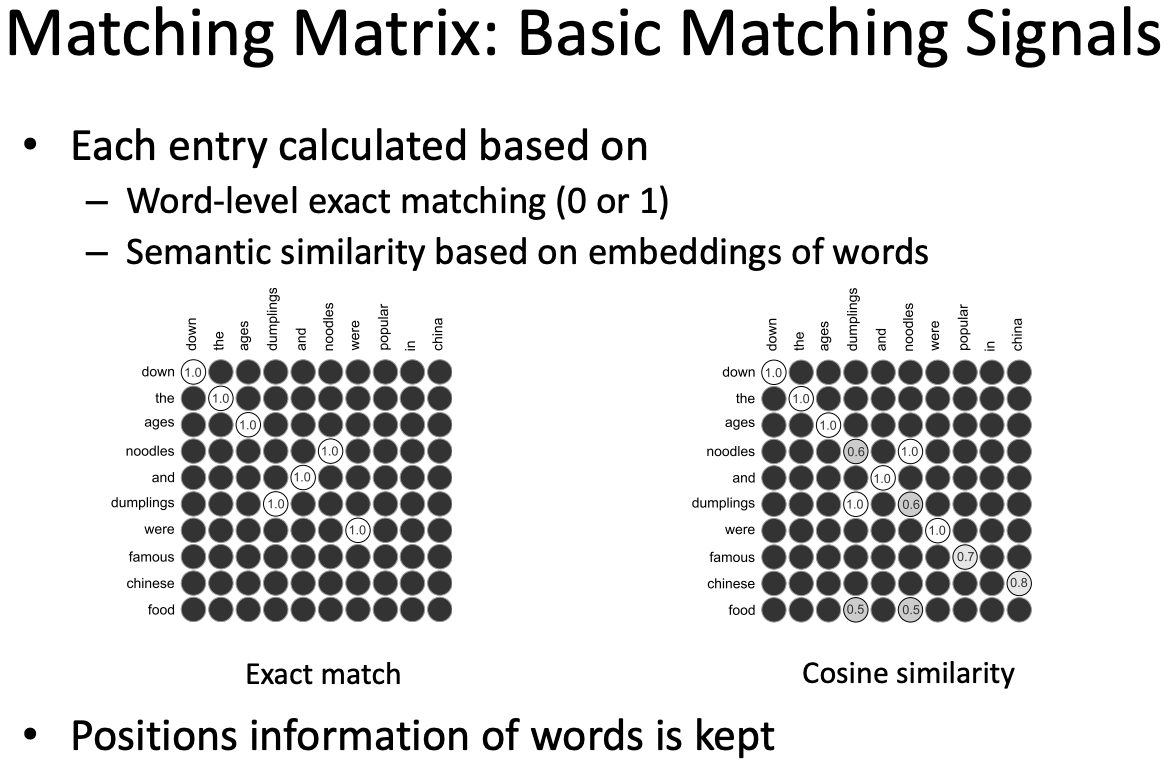 Matching Matrix: Basic Matching Signals
• Each entry calculated based on
– Word-level exact matching (0 or 1)
– Semantic similarity based on embeddings of words
down the ages dumplings and noodles were popular in china
down 1.0
the 1.0
ages 1.0
noodles 1.0
and 1.0
dumplings 1.0
were 1.0
famous
chinese
food
Exact match
down the ages dumplings and noodles were popular in china
down 1.0
the 1.0
ages 1.0
noodles 0.6 1.0
and 1.0
dumplings 1.0 0.6
were 1.0
famous 0.7
chinese 0.8
food 0.5 0.5
Cosine similarity
• Positions information of words is kept